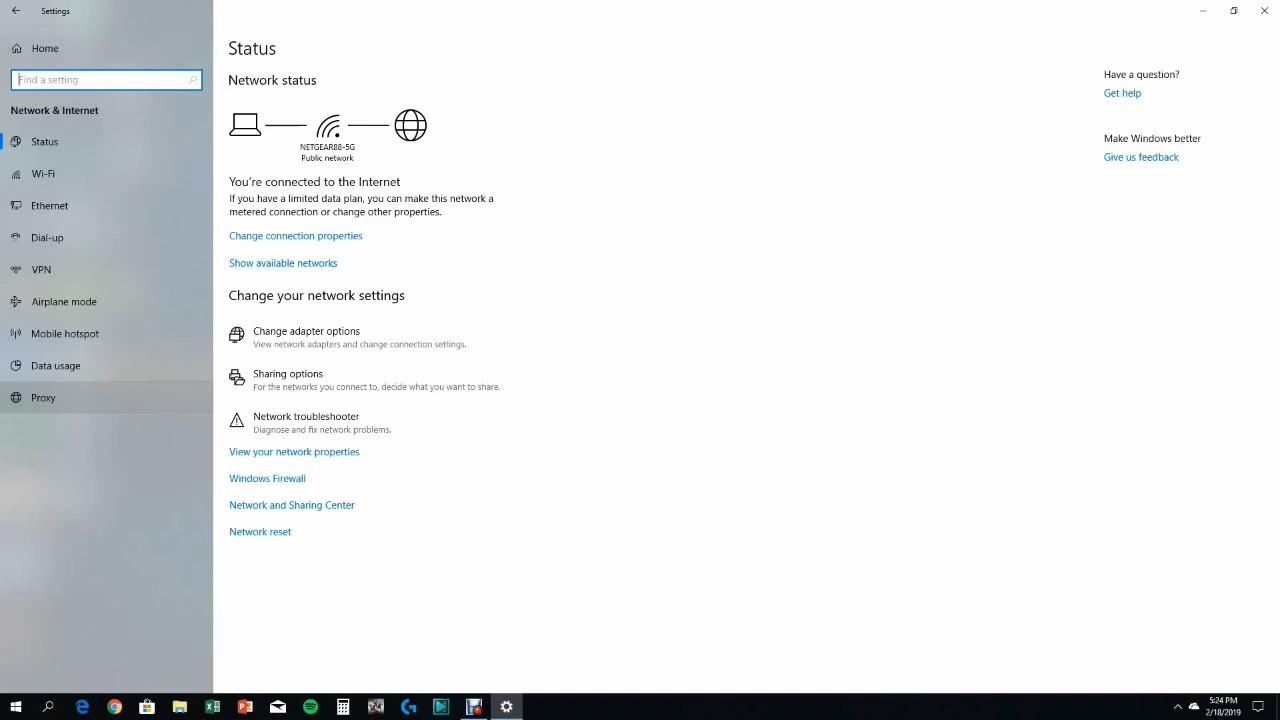 Settings
Home
Find a setting
Network & Internet
Status
Wi-Fi
Ethernet
Dial-up
VPN
Airplane mode
Mobile hotspot
Data usage
Proxy
Status
Network status
NETGEAR88-5G
Public network
You're connected to the Internet
If you have a limited data plan, you can make this network a
metered connection or change other properties.
Change connection properties
Show available networks
Change your network settings
Change adapter options
View network adapters and change connection settings.
Sharing options
For the networks you connect to, decide what you want to share.
Network troubleshooter
Diagnose and fix network problems.
View your network properties
Windows Firewall
Network and Sharing Center
Network reset
Have a question?
Get help
Make Windows better
Give us feedback
5:24 PM
2/18/2019